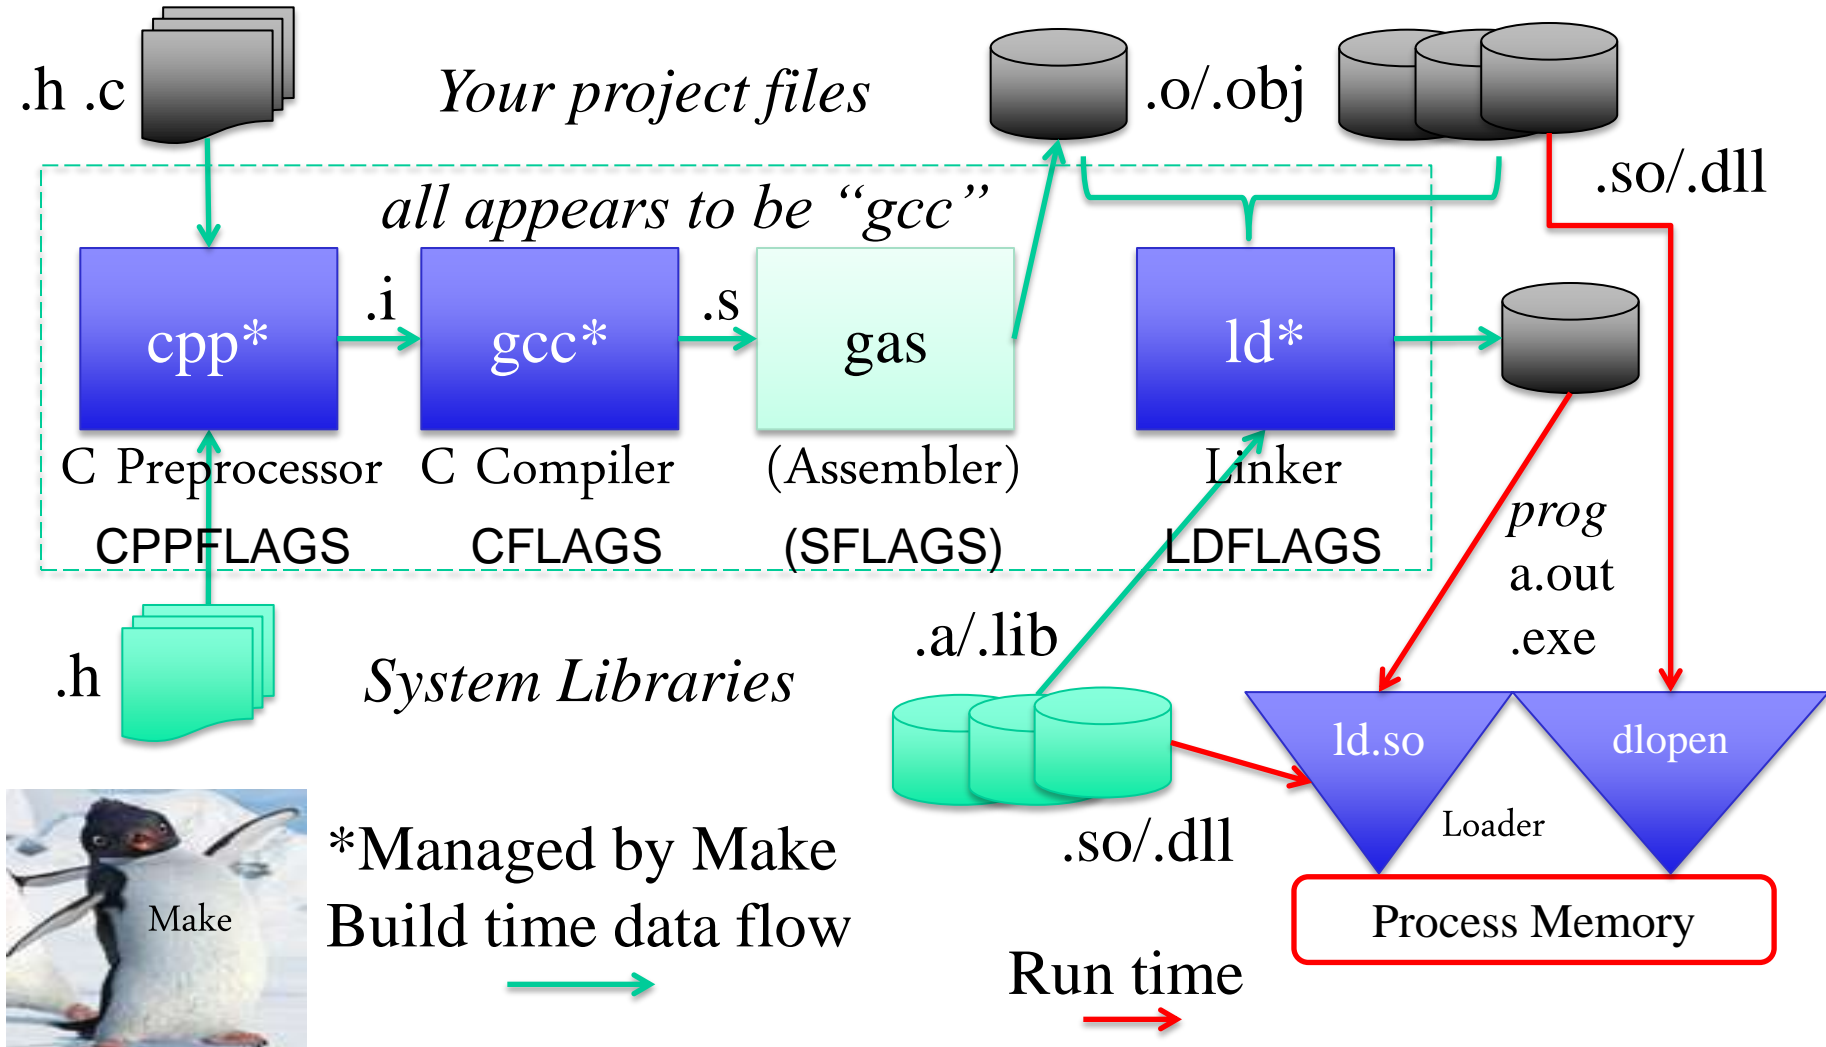 .h .c
Your project files
.o/.obj
.so/.dll
all appears to be “gcc”
cpp*
.i
gcc*
.s
gas
ld*
C Preprocessor
C Compiler
(Assembler)
Linker
CPPFLAGS
CFLAGS
(SFLAGS)
LDFLAGS
prog
a.out
.exe
.h
System Libraries
.a/.lib
.so/.dll
ld.so
dlopen
Loader
Process Memory
Make
*Managed by Make
Build time data flow
Run time